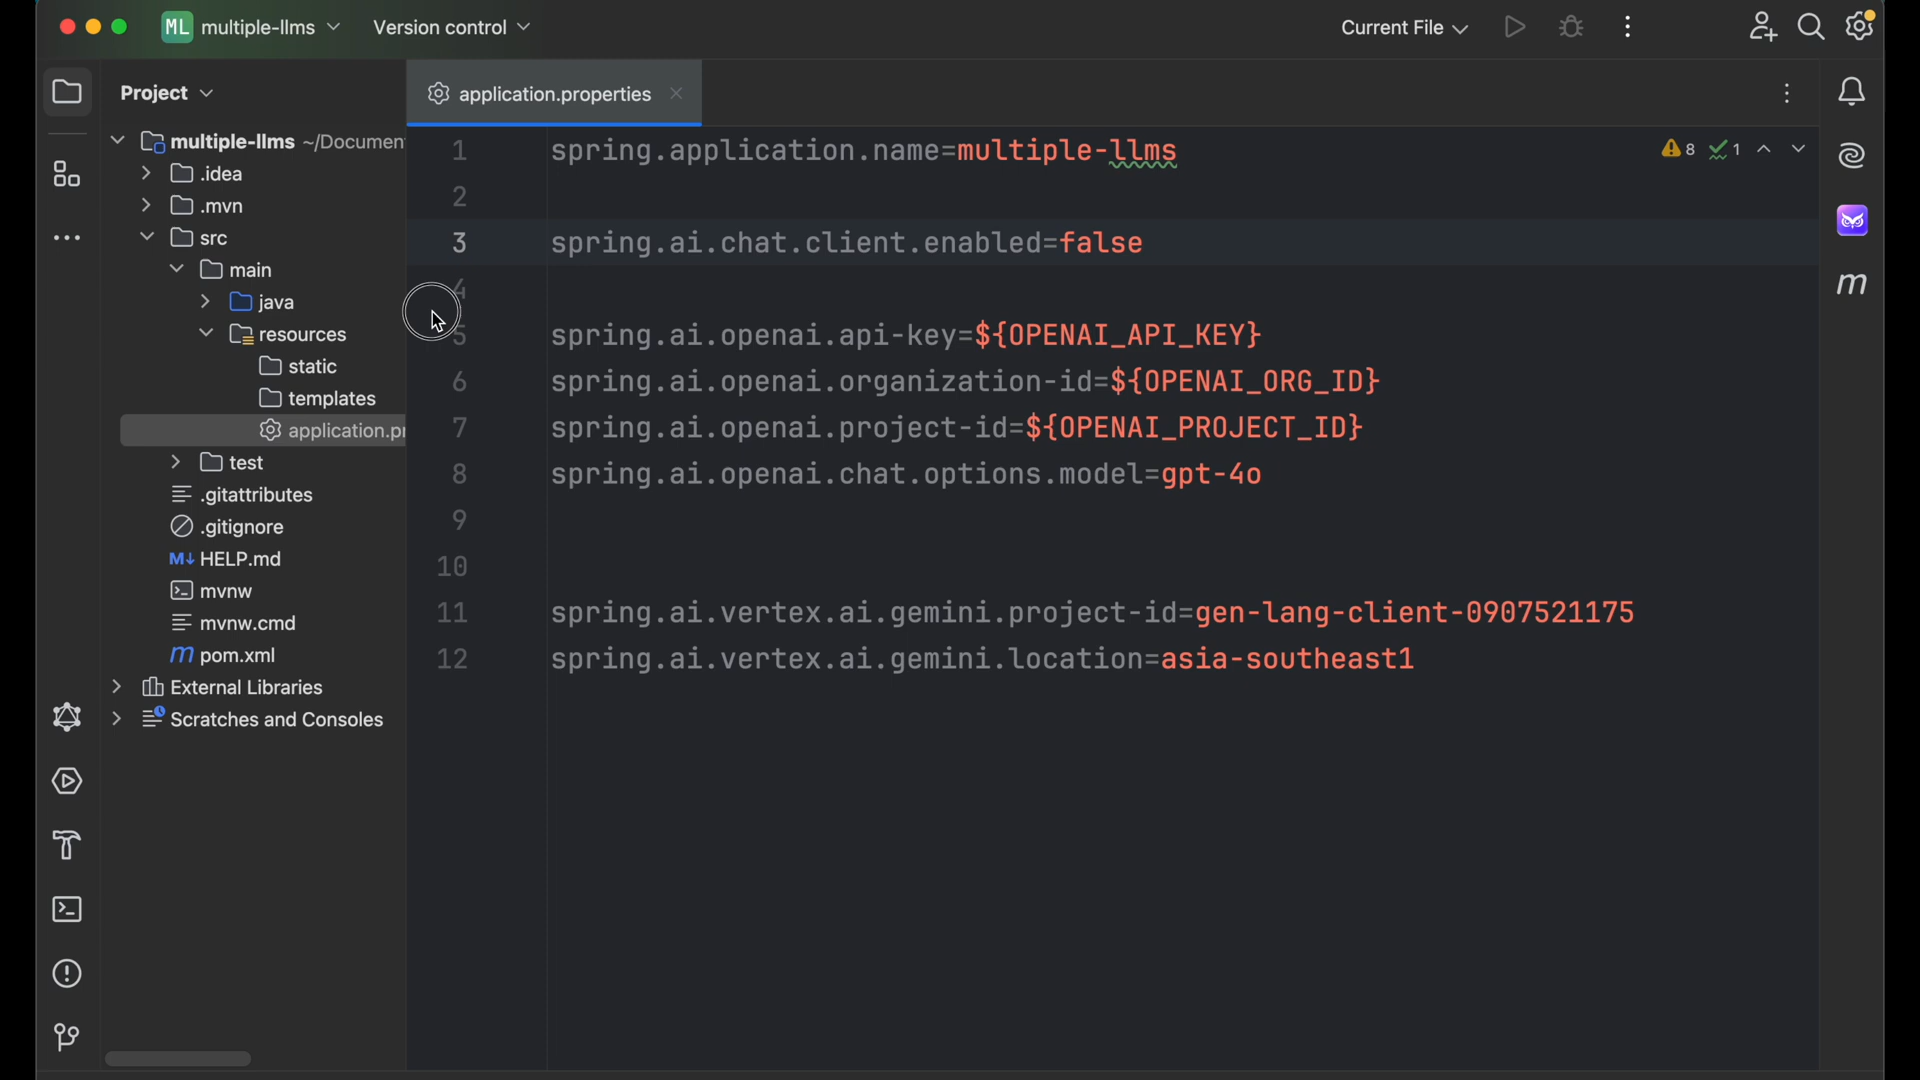 ML multiple-llms Version control Current File
Project
application.properties
multiple-llms ~/Documen
.idea
.mvn
src
main
java
resources
static
templates
application.pr
test
.gitattributes
.gitignore
M↓ HELP.md
mvnw
mvnw.cmd
m pom.xml
External Libraries
Scratches and Consoles
1 spring.application.name=multiple-llms
2
3 spring.ai.chat.client.enabled=false
4
5 spring.ai.openai.api-key=${OPENAI_API_KEY}
6 spring.ai.openai.organization-id=${OPENAI_ORG_ID}
7 spring.ai.openai.project-id=${OPENAI_PROJECT_ID}
8 spring.ai.openai.chat.options.model=gpt-4o
9
10
11 spring.ai.vertex.ai.gemini.project-id=gen-lang-client-0907521175
12 spring.ai.vertex.ai.gemini.location=asia-southeast1
8 1
m